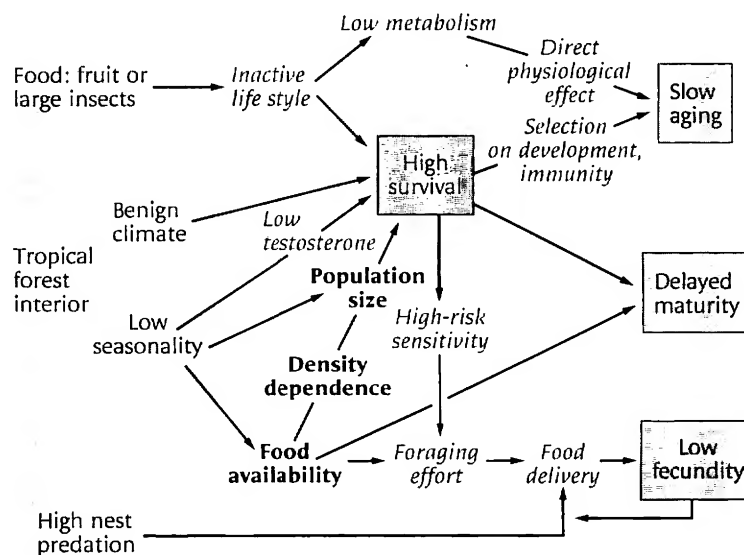 Low metabolism
Food: fruit or
large insects
Inactive
life style
Direct
physiological
effect
Slow
aging
Selection
on development,
immunity
High
survival
Benign
climate
Low
testosterone
Tropical
forest
interior
Population
size
Delayed
maturity
Low
seasonality
High-risk
sensitivity
Density
dependence
Food
availability
Foraging
effort
Food
delivery
Low
fecundity
High nest
predation